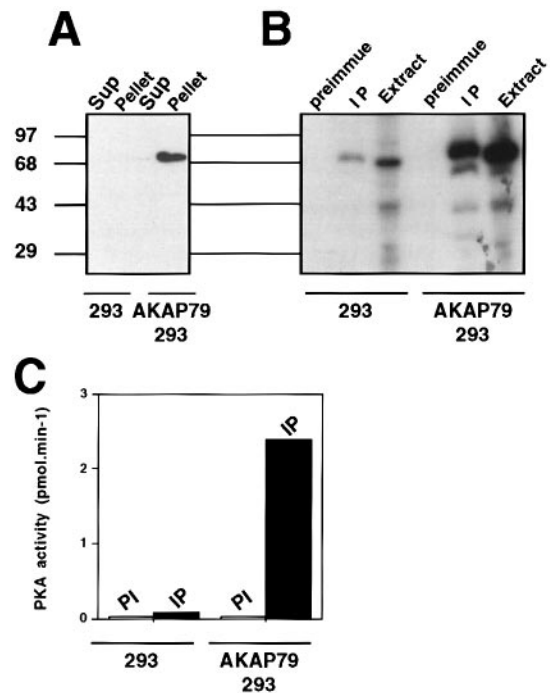 A
B
Sup
Pellet
Sup
Pellet
preimmue
IP
Extract
preimmue
IP
Extract
97
68
43
29
293 AKAP79
293
293
AKAP79
293
C
PKA activity (pmol.min-1)
3
2
1
0
PI
IP
PI
IP
293
AKAP79
293